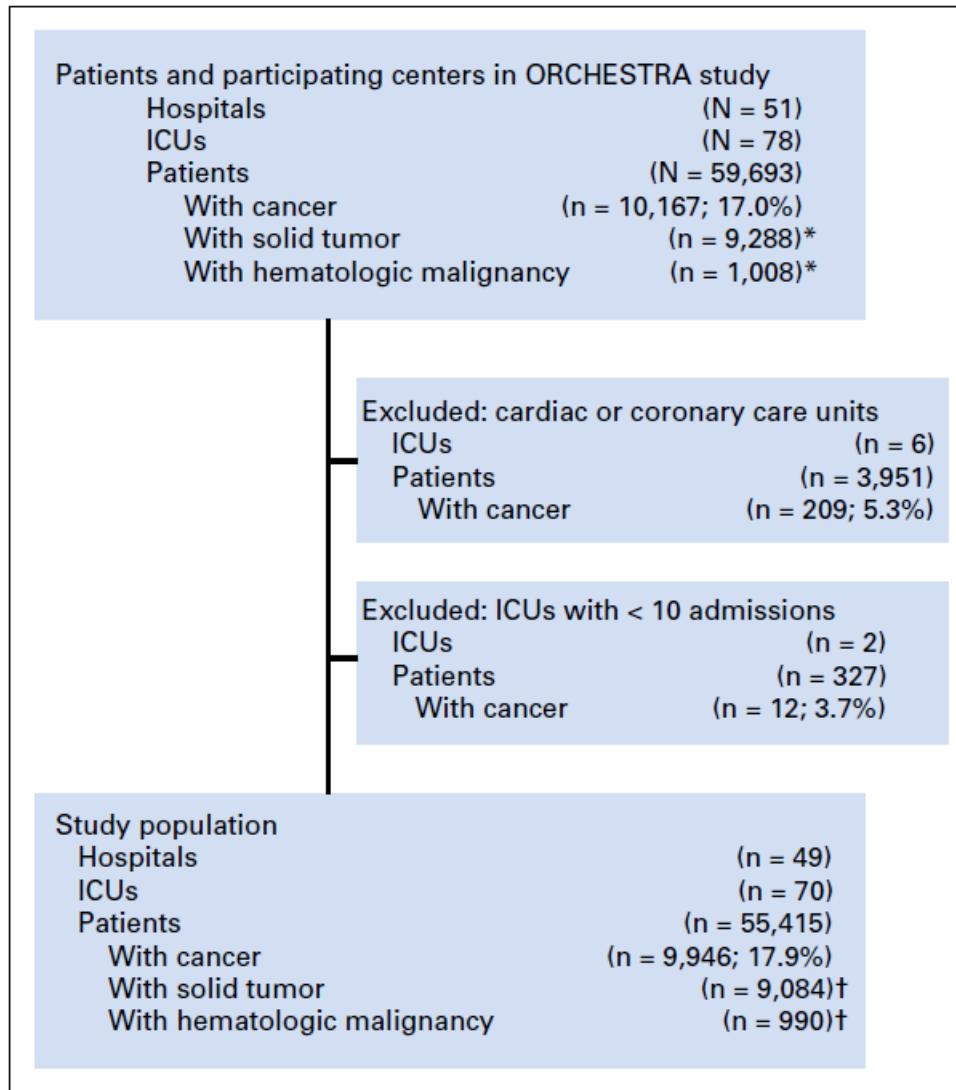 Patients and participating centers in ORCHESTRA study
Hospitals (N = 51)
ICUs (N = 78)
Patients (N = 59,693)
With cancer (n = 10,167; 17.0%)
With solid tumor (n = 9,288)*
With hematologic malignancy (n = 1,008)*
Excluded: cardiac or coronary care units
ICUs (n = 6)
Patients (n = 3,951)
With cancer (n = 209; 5.3%)
Excluded: ICUs with < 10 admissions
ICUs (n = 2)
Patients (n = 327)
With cancer (n = 12; 3.7%)
Study population
Hospitals (n = 49)
ICUs (n = 70)
Patients (n = 55,415)
With cancer (n = 9,946; 17.9%)
With solid tumor (n = 9,084)†
With hematologic malignancy (n = 990)†